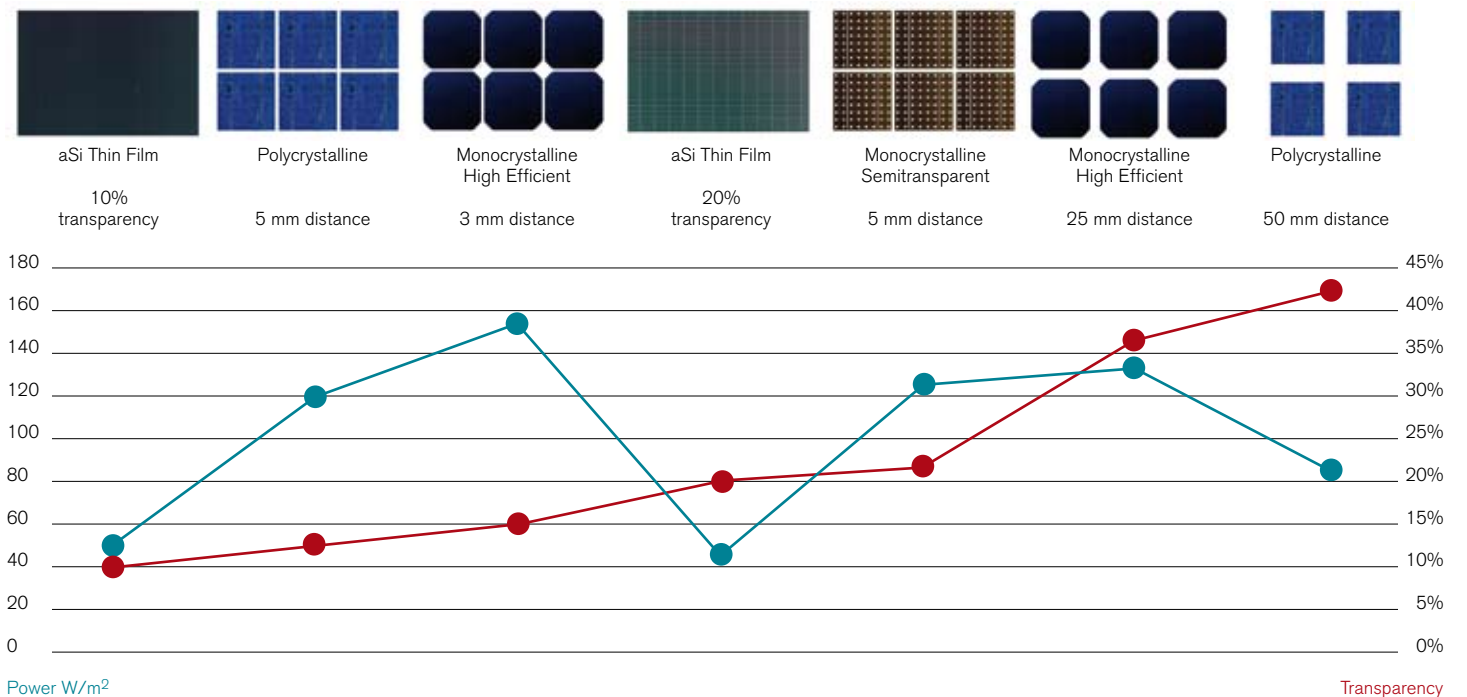 aSi Thin Film
10%
transparency
Polycrystalline
5 mm distance
Monocrystalline
High Efficient
3 mm distance
aSi Thin Film
20%
transparency
Monocrystalline
Semitransparent
5 mm distance
Monocrystalline
High Efficient
25 mm distance
Polycrystalline
50 mm distance
180
160
140
120
100
80
60
40
20
0
45%
40%
35%
30%
25%
20%
15%
10%
5%
0%
Power W/m²
Transparency